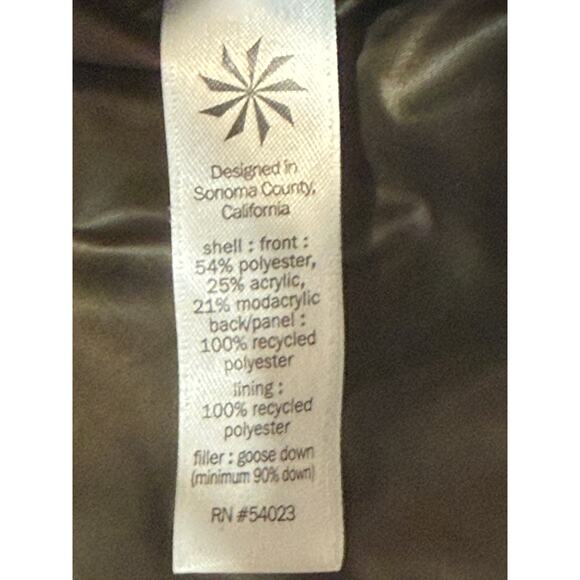 Designed in
Sonoma County,
California
shell : front :
54% polyester,
25% acrylic,
21% modacrylic
back/panel :
100% recycled
polyester
lining :
100% recycled
polyester
filler : goose down
(minimum 90% down)
RN #54023